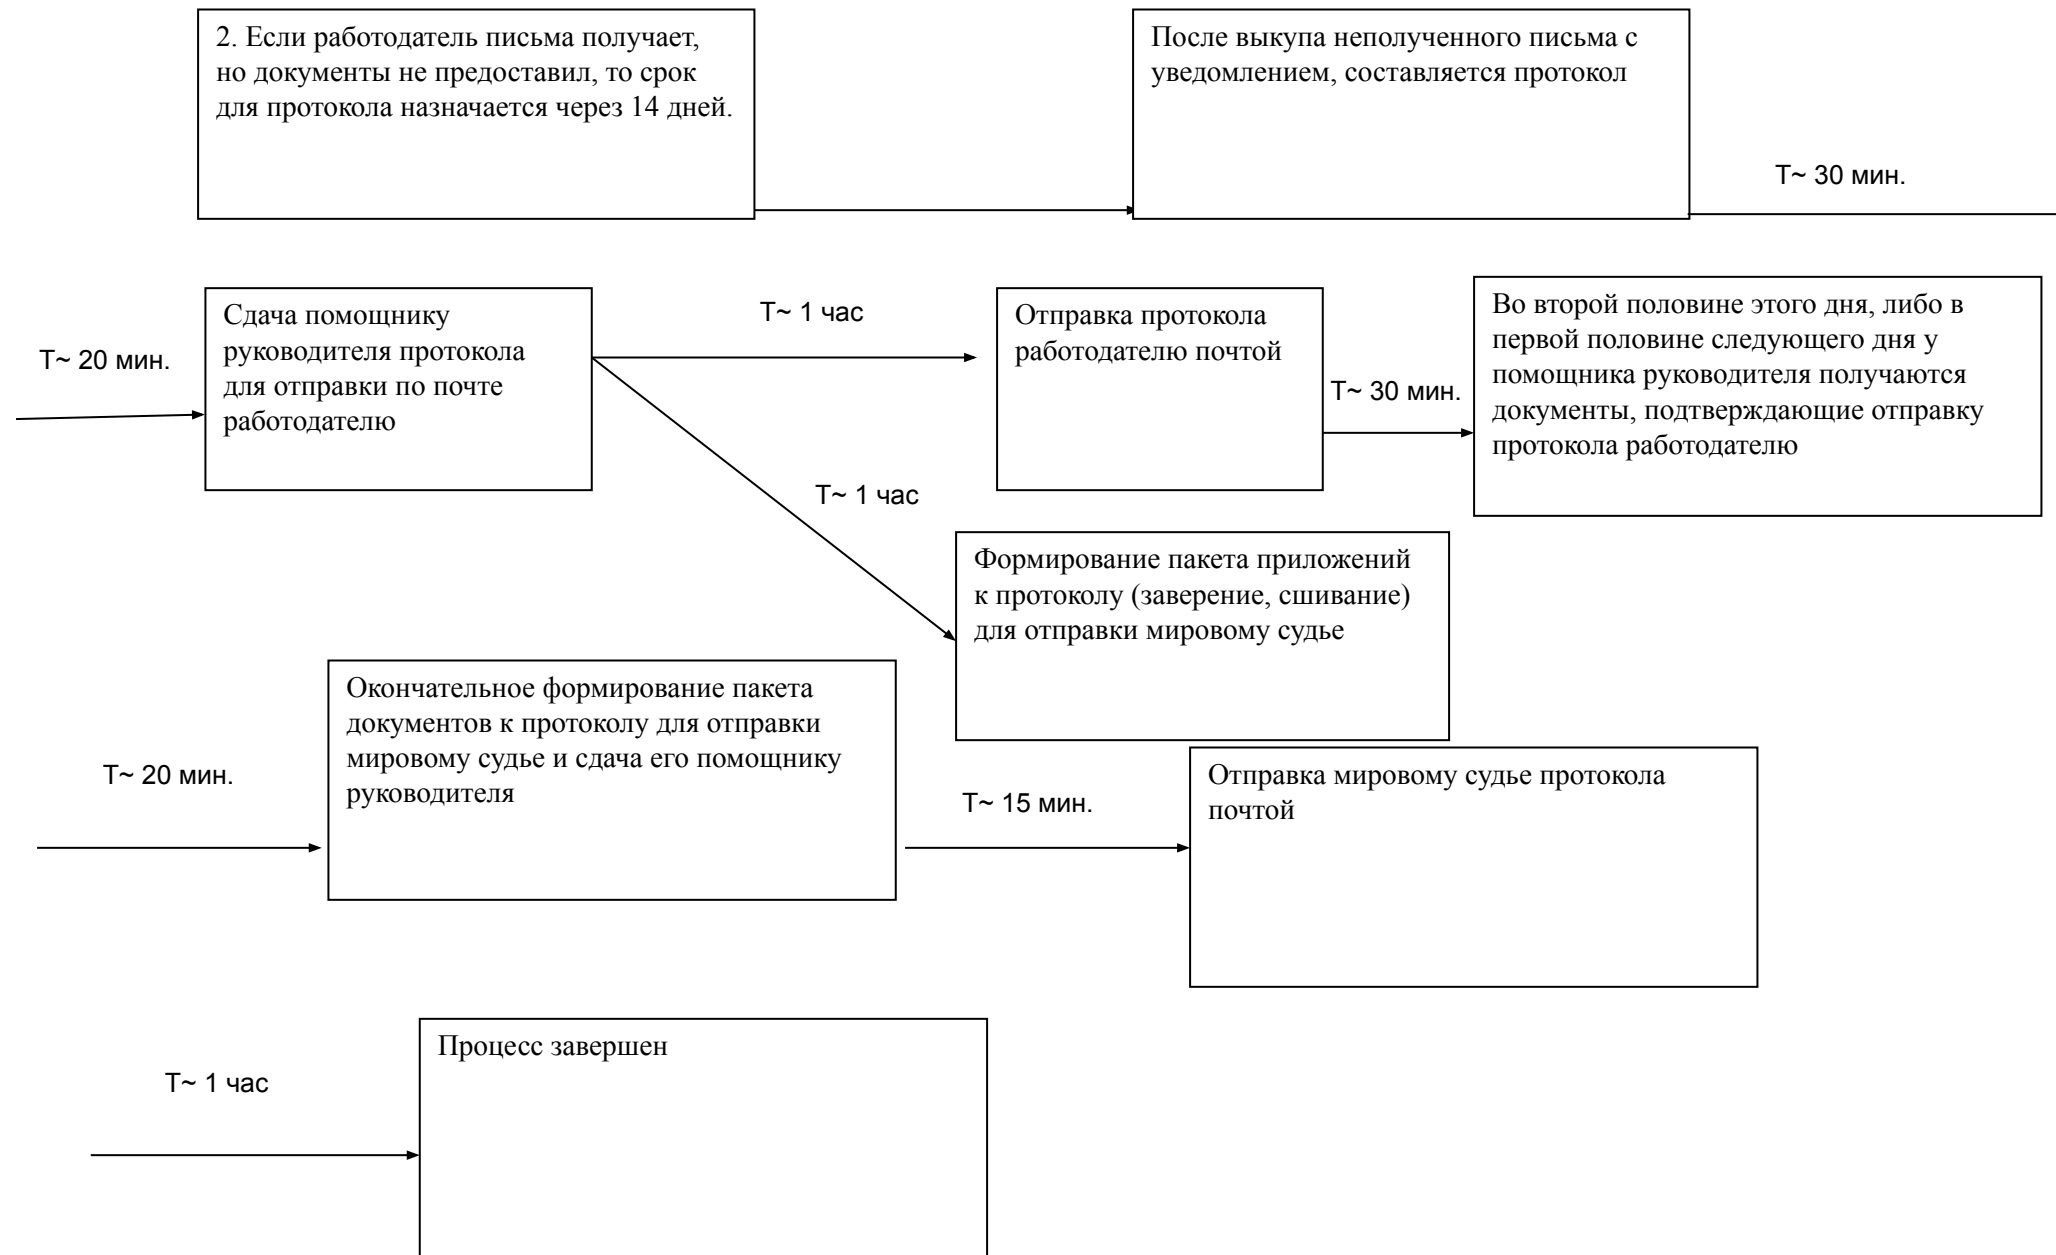 2. Если работодатель письма получает,
но документы не предоставил, то срок
для протокола назначается через 14 дней.
После выкупа неполученного письма с
уведомлением, составляется протокол
T~ 30 мин.
T~ 20 мин.
Сдача помощнику
руководителя протокола
для отправки по почте
работодателю
T~ 1 час
Отправка протокола
работодателю почтой
T~ 30 мин.
Во второй половине этого дня, либо в
первой половине следующего дня у
помощника руководителя получаются
документы, подтверждающие отправку
протокола работодателю
T~ 1 час
Формирование пакета приложений
к протоколу (заверение, сшивание)
для отправки мировому судье
T~ 20 мин.
Окончательное формирование пакета
документов к протоколу для отправки
мировому судье и сдача его помощнику
руководителя
T~ 15 мин.
Отправка мировому судье протокола
почтой
T~ 1 час
Процесс завершен